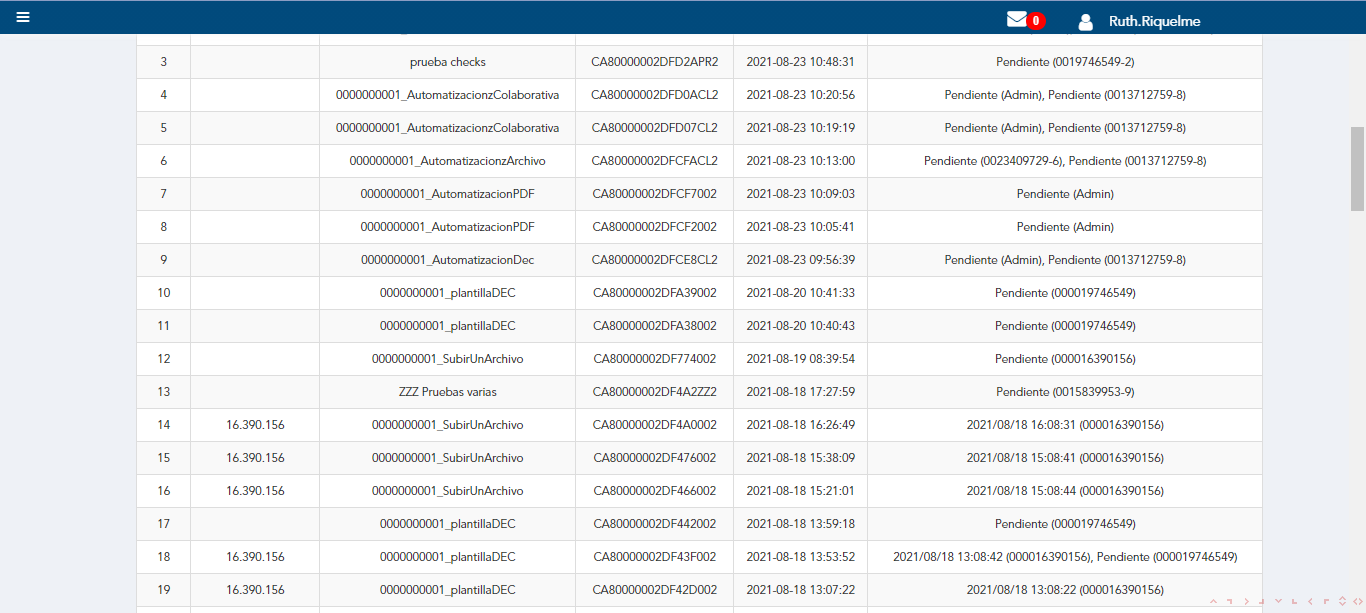 0 Ruth.Riquelme
3 prueba checks CA80000002DFD2APR2 2021-08-23 10:48:31 Pendiente (0019746549-2)
4 0000000001_AutomatizacionzColaborativa CA80000002DFD0ACL2 2021-08-23 10:20:56 Pendiente (Admin), Pendiente (0013712759-8)
5 0000000001_AutomatizacionzColaborativa CA80000002DFD07CL2 2021-08-23 10:19:19 Pendiente (Admin), Pendiente (0013712759-8)
6 0000000001_AutomatizacionzArchivo CA80000002DFCFACL2 2021-08-23 10:13:00 Pendiente (0023409729-6), Pendiente (0013712759-8)
7 0000000001_AutomatizacionPDF CA80000002DFCF7002 2021-08-23 10:09:03 Pendiente (Admin)
8 0000000001_AutomatizacionPDF CA80000002DFCF2002 2021-08-23 10:05:41 Pendiente (Admin)
9 0000000001_AutomatizacionDec CA80000002DFCE8CL2 2021-08-23 09:56:39 Pendiente (Admin), Pendiente (0013712759-8)
10 0000000001_plantillaDEC CA80000002DFA39002 2021-08-20 10:41:33 Pendiente (000019746549)
11 0000000001_plantillaDEC CA80000002DFA38002 2021-08-20 10:40:43 Pendiente (000019746549)
12 0000000001_SubirUnArchivo CA80000002DF774002 2021-08-19 08:39:54 Pendiente (000016390156)
13 ZZZ Pruebas varias CA80000002DF4A2ZZ2 2021-08-18 17:27:59 Pendiente (0015839953-9)
14 16.390.156 0000000001_SubirUnArchivo CA80000002DF4A0002 2021-08-18 16:26:49 2021/08/18 16:08:31 (000016390156)
15 16.390.156 0000000001_SubirUnArchivo CA80000002DF476002 2021-08-18 15:38:09 2021/08/18 15:08:41 (000016390156)
16 16.390.156 0000000001_SubirUnArchivo CA80000002DF466002 2021-08-18 15:21:01 2021/08/18 15:08:44 (000016390156)
17 0000000001_plantillaDEC CA80000002DF442002 2021-08-18 13:59:18 Pendiente (000019746549)
18 16.390.156 0000000001_plantillaDEC CA80000002DF43F002 2021-08-18 13:53:52 2021/08/18 13:08:42 (000016390156), Pendiente (000019746549)
19 16.390.156 0000000001_plantillaDEC CA80000002DF42D002 2021-08-18 13:07:22 2021/08/18 13:08:22 (000016390156)